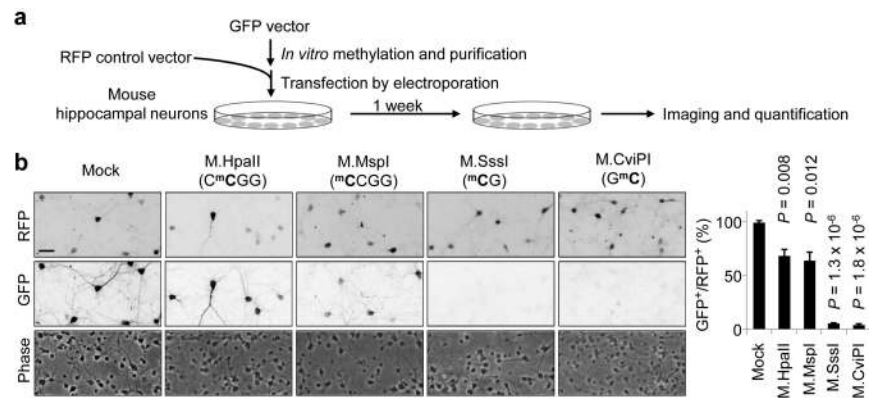 a
GFP vector
RFP control vector
In vitro methylation and purification
Transfection by electroporation
Mouse
hippocampal neurons
1 week
Imaging and quantification
b
Mock
M.HpaII
(CmCGG)
M.MspI
(mCCGG)
M.SssI
(mCG)
M.CviPI
(GmC)
RFP
GFP
Phase
GFP+/RFP+ (%)
100
50
0
P = 0.008
P = 0.012
P = 1.3 x 10-6
P = 1.8 x 10-6
Mock
M.HpaII
M.MspI
M.SssI
M.CviPI